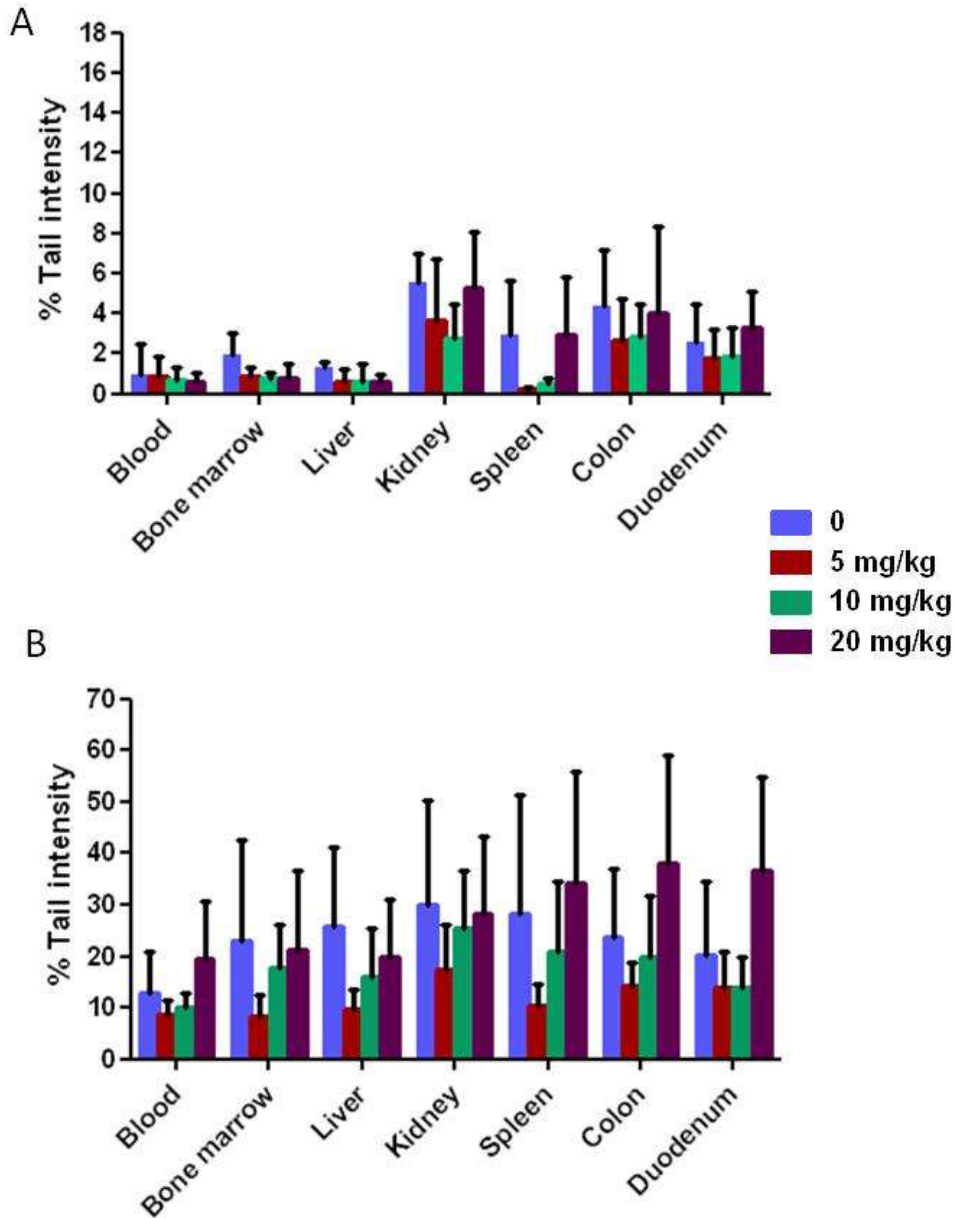 A
18
16
14
12
10
8
6
4
2
0
% Tail intensity
Blood
Bone marrow
Liver
Kidney
Spleen
Colon
Duodenum
0
5 mg/kg
10 mg/kg
20 mg/kg
B
70
60
50
40
30
20
10
0
% Tail intensity
Blood
Bone marrow
Liver
Kidney
Spleen
Colon
Duodenum